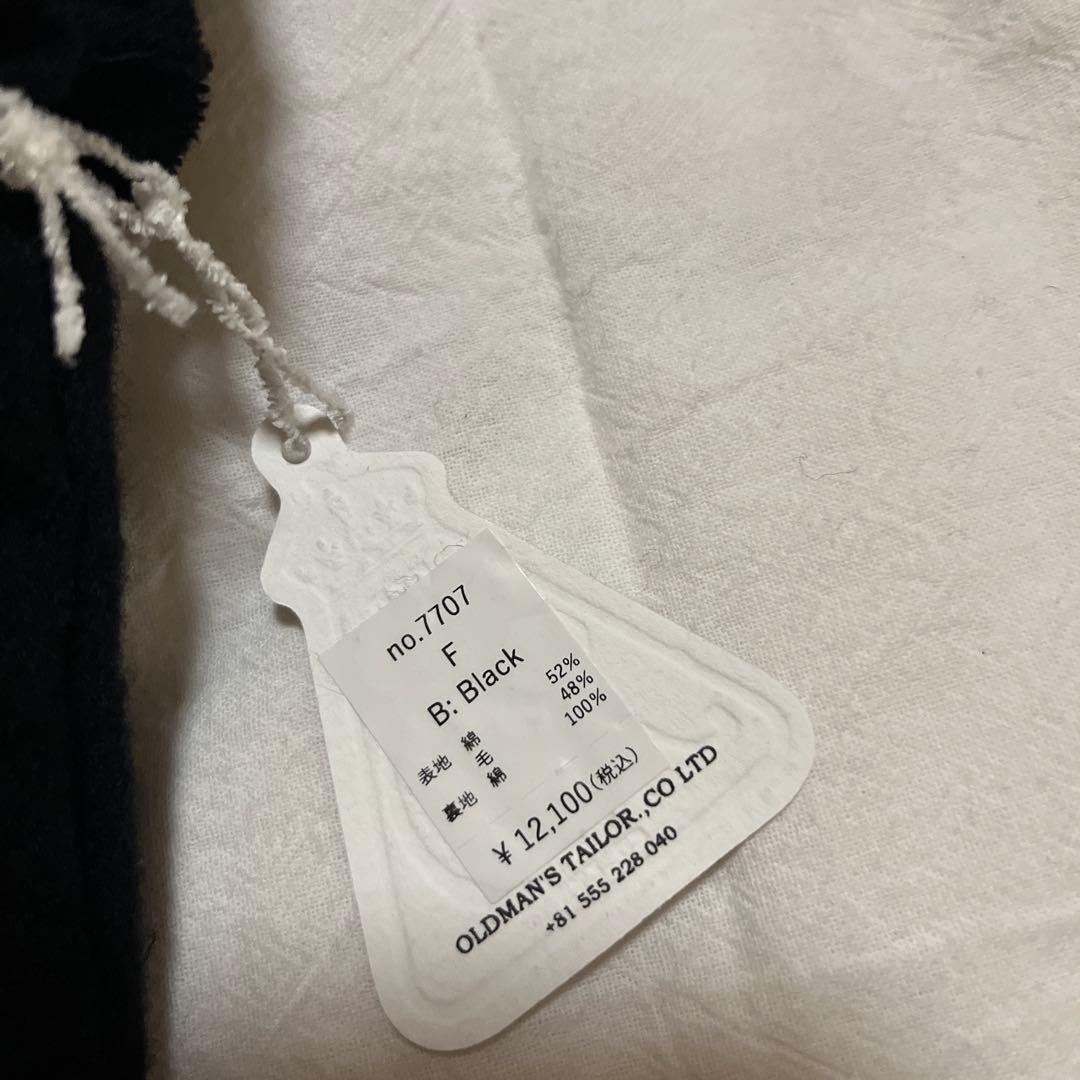 no.7707
F
B: Black
表地 綿 52%
毛 48%
裏地 綿 100%
¥12,100(税込)
OLDMAN'S TAILOR.,CO LTD
+81 555 228 040